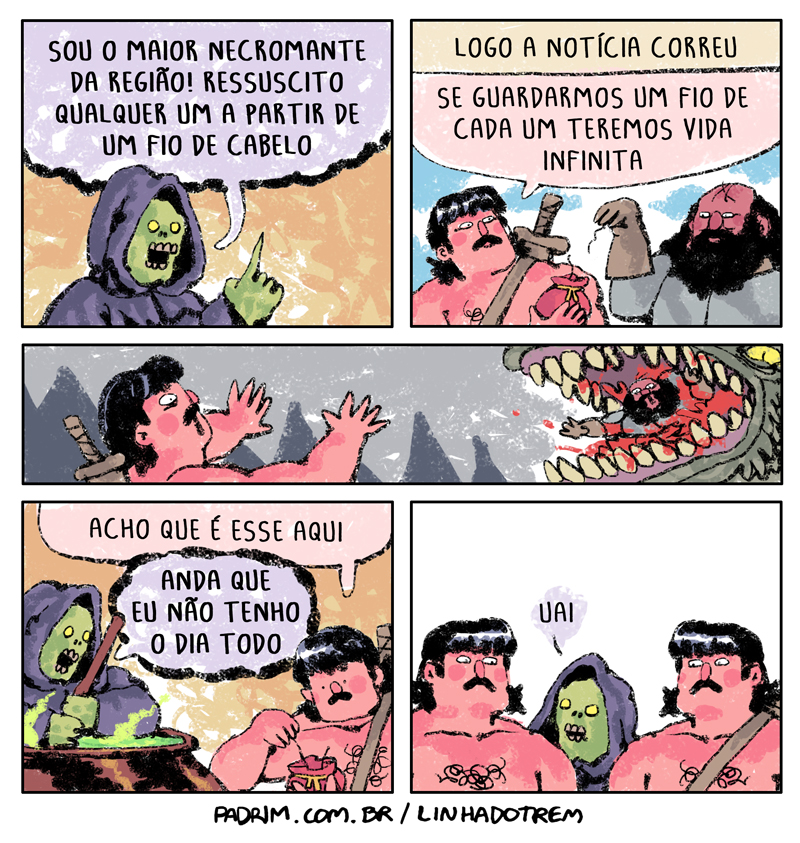 SOU O MAIOR NECROMANTE
DA REGIÃO! RESSUSCITO
QUALQUER UM A PARTIR DE
UM FIO DE CABELO
LOGO A NOTÍCIA CORREU
SE GUARDARMOS UM FIO DE
CADA UM TEREMOS VIDA
INFINITA
ACHO QUE É ESSE AQUI
ANDA QUE
EU NÃO TENHO
O DIA TODO
UAI
PADRIM.COM.BR / LINHADOTREM